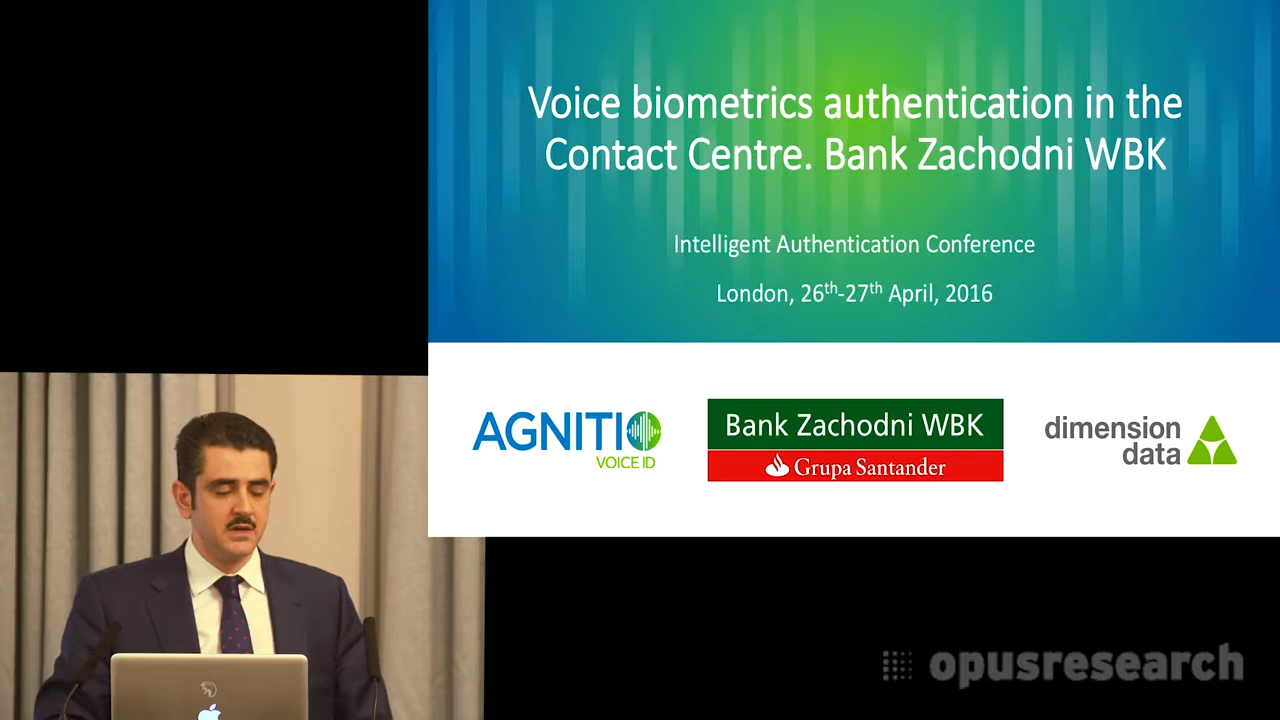 Voice biometrics authentication in the
Contact Centre. Bank Zachodni WBK
Intelligent Authentication Conference
London, 26th-27th April, 2016
AGNITIO
VOICE ID
Bank Zachodni WBK
Grupa Santander
dimension
data
opusresearch